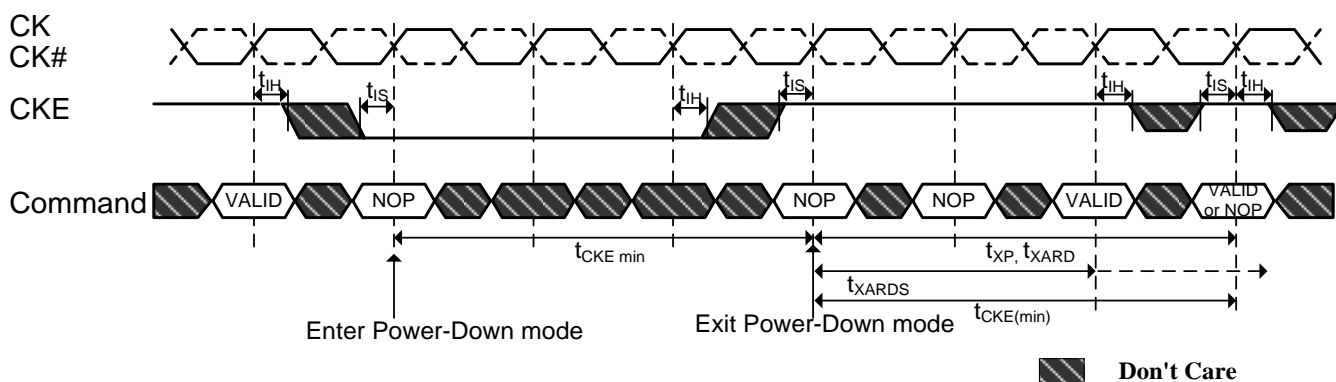 CK
CK#
tIH
tIS
tIH
tIS
tIH
tIS
tIH
CKE
Command
VALID
NOP
NOP
NOP
VALID
VALID
or NOP
tCKE min
tXP, tXARD
tXARDS
tCKE(min)
Enter Power-Down mode
Exit Power-Down mode
Don't Care